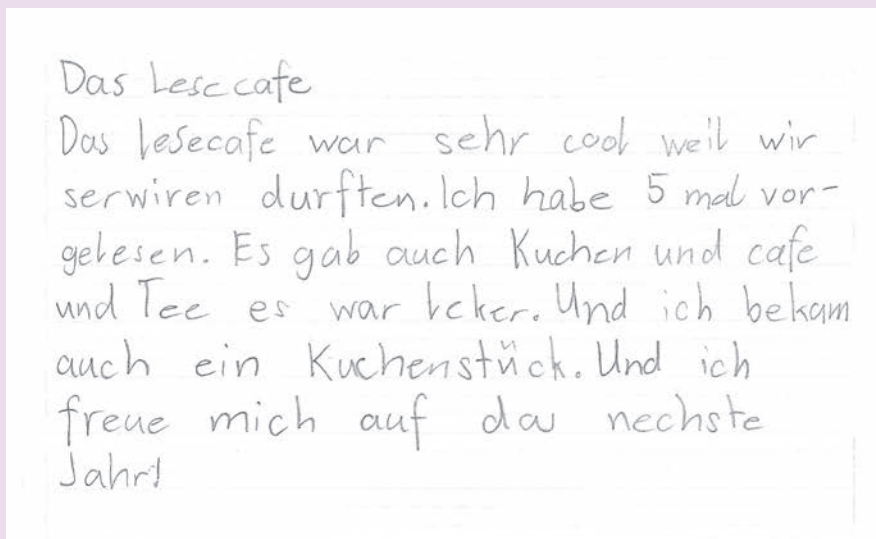 Das Lesecafe
Das lesecafe war sehr cool weil wir
serwiren durften. Ich habe 5 mal vor-
gelesen. Es gab auch Kuchen und cafe
und Tee es war leker. Und ich bekam
auch ein Kuchenstück. Und ich
freue mich auf das nechste
Jahr!